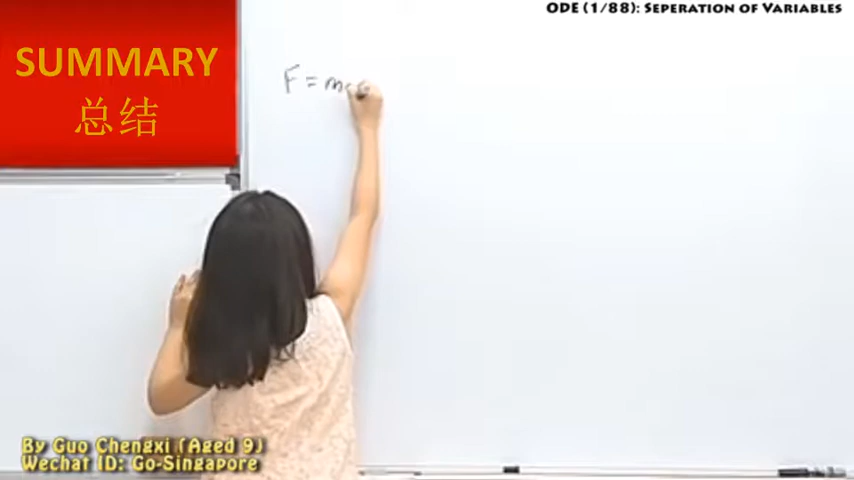 ODE (1/88): SEPERATION OF VARIABLES
SUMMARY
总结
F = m
By Guo Chengxi (Aged 9)
Wechat ID: Go-Singapore